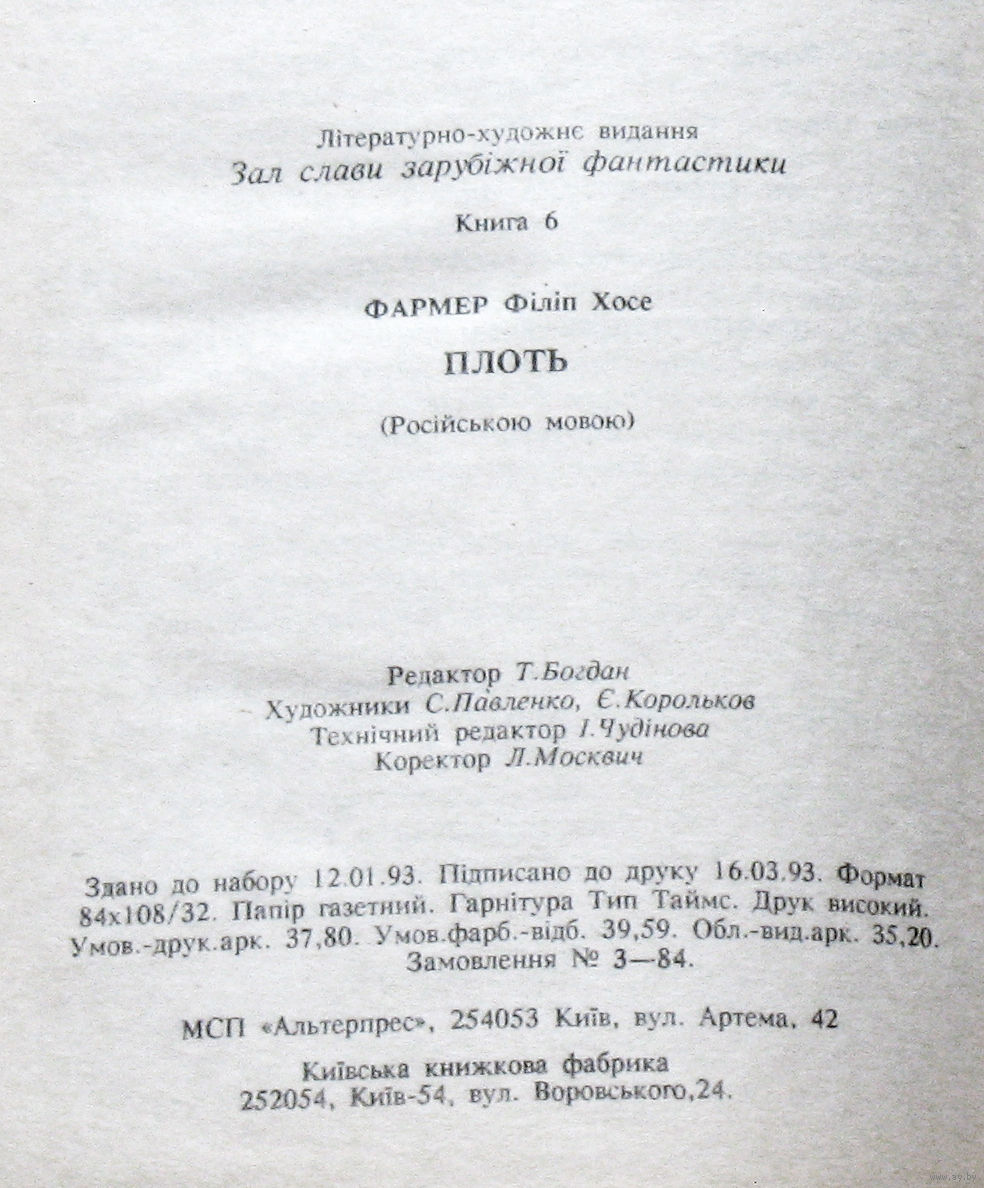 Літературно-художнє видання
Зал слави зарубіжної фантастики
Книга 6
ФАРМЕР Філіп Хосе
ПЛОТЬ
(Російською мовою)
Редактор Т.Богдан
Художники С.Павленко, Є.Корольков
Технічний редактор І.Чудінова
Коректор Л.Москвич
Здано до набору 12.01.93. Підписано до друку 16.03.93. Формат
84x108/32. Папір газетний. Гарнітура Тип Таймс. Друк високий.
Умов.-друк.арк. 37,80. Умов.фарб.-відб. 39,59. Обл.-вид.арк. 35,20.
Замовлення № 3—84.
МСП «Альтерпрес», 254053 Київ, вул. Артема, 42
Київська книжкова фабрика
252054, Київ-54, вул. Воровського,24.
www.ay.by